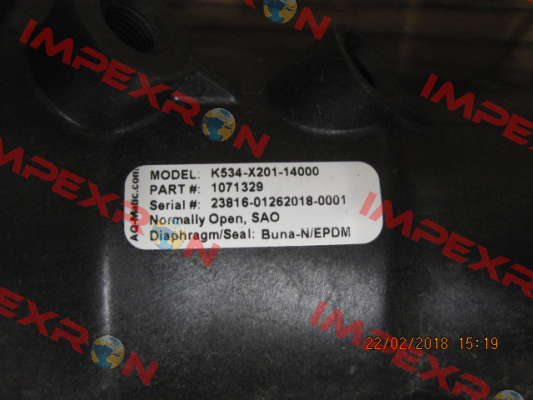 IMPEXRON
IMPEXRON
AQ-Matic.com
MODEL: K534-X201-14000
PART #: 1071329
Serial #: 23816-01262018-0001
Normally Open, SAO
Diaphragm/Seal: Buna-N/EPDM
IMPEXRON
IMPEXRON
22/02/2018 15:19
IMPEXRON